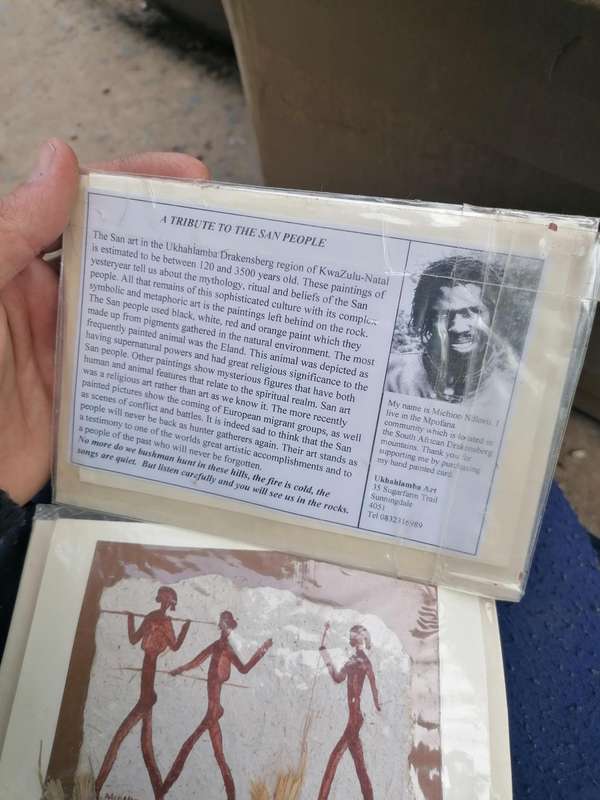 A TRIBUTE TO THE SAN PEOPLE
The San art in the Ukhahlamba Drakensberg region of KwaZulu-Natal
is estimated to be between 120 and 3500 years old. These paintings of
yesteryear tell us about the mythology, ritual and beliefs of the San
people. All that remains of this sophisticated culture with its complex
symbolic and metaphoric art is the paintings left behind on the rock.
The San people used black, white, red and orange paint which they
made up from pigments gathered in the natural environment. The most
frequently painted animal was the Eland. This animal was depicted as
having supernatural powers and had great religious significance to the
San people. Other paintings show mysterious figures that have both
human and animal features that relate to the spiritual realm. San art
was a religious art rather than art as we know it. The more recently
painted pictures show the coming of European migrant groups, as well
as scenes of conflict and battles. It is indeed sad to think that the San
people will never be back as hunter gatherers again. Their art stands as
a testimony to one of the worlds great artistic accomplishments and to
a people of the past who will never be forgotten.
No more do we bushman hunt in these hills, the fire is cold, the
songs are quiet. But listen carefully and you will see us in the rocks.
My name is Michion I
live in the Mpofana
community which is located in
the South African Drakensberg
mountains. Thank you for
supporting me by purchasing
my hand painted card.
Ukhahlamba Art
35 Sugarfarm Trail
Sunningdale
4051
Tel 0832316989